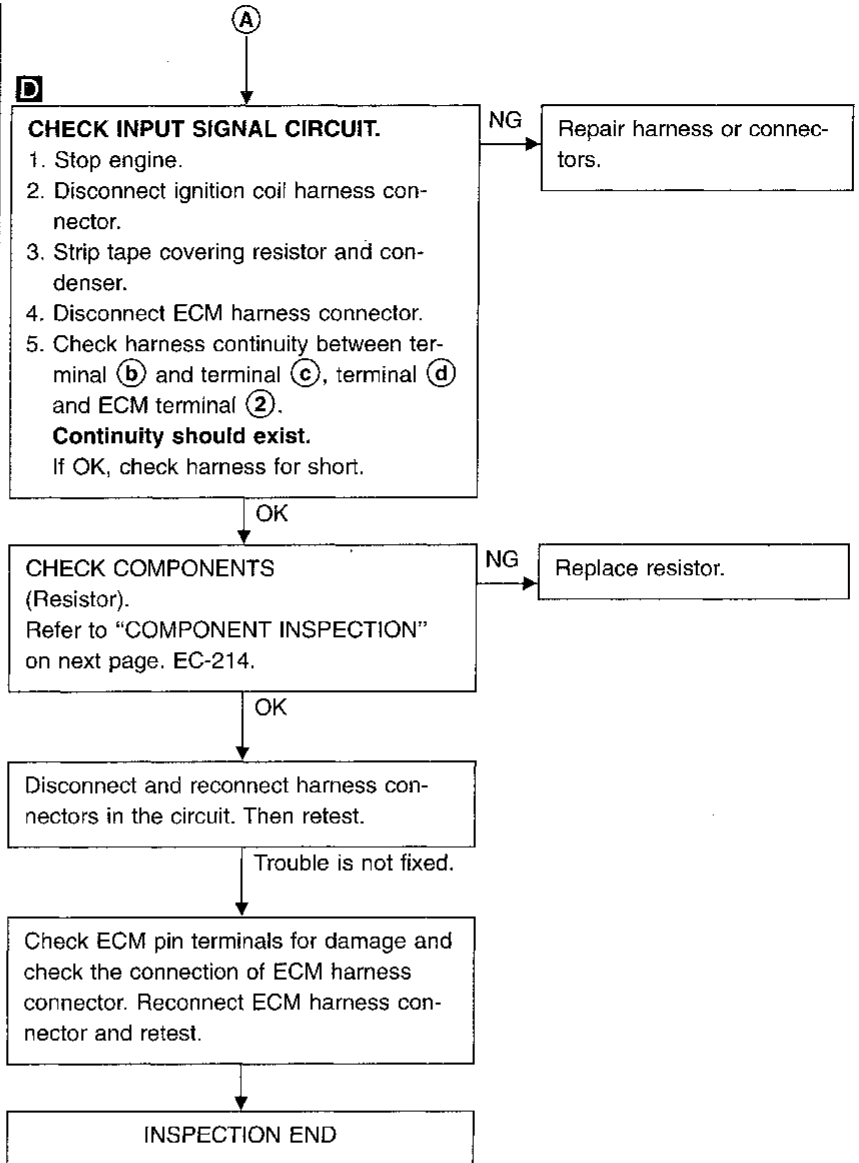 A
D
CHECK INPUT SIGNAL CIRCUIT.
1. Stop engine.
2. Disconnect ignition coil harness con-
nector.
3. Strip tape covering resistor and con-
denser.
4. Disconnect ECM harness connector.
5. Check harness continuity between ter-
minal b and terminal c, terminal d
and ECM terminal 2.
Continuity should exist.
If OK, check harness for short.
NG
Repair harness or connec-
tors.
OK
CHECK COMPONENTS
(Resistor).
Refer to “COMPONENT INSPECTION”
on next page. EC-214.
NG
Replace resistor.
OK
Disconnect and reconnect harness con-
nectors in the circuit. Then retest.
Trouble is not fixed.
Check ECM pin terminals for damage and
check the connection of ECM harness
connector. Reconnect ECM harness con-
nector and retest.
INSPECTION END